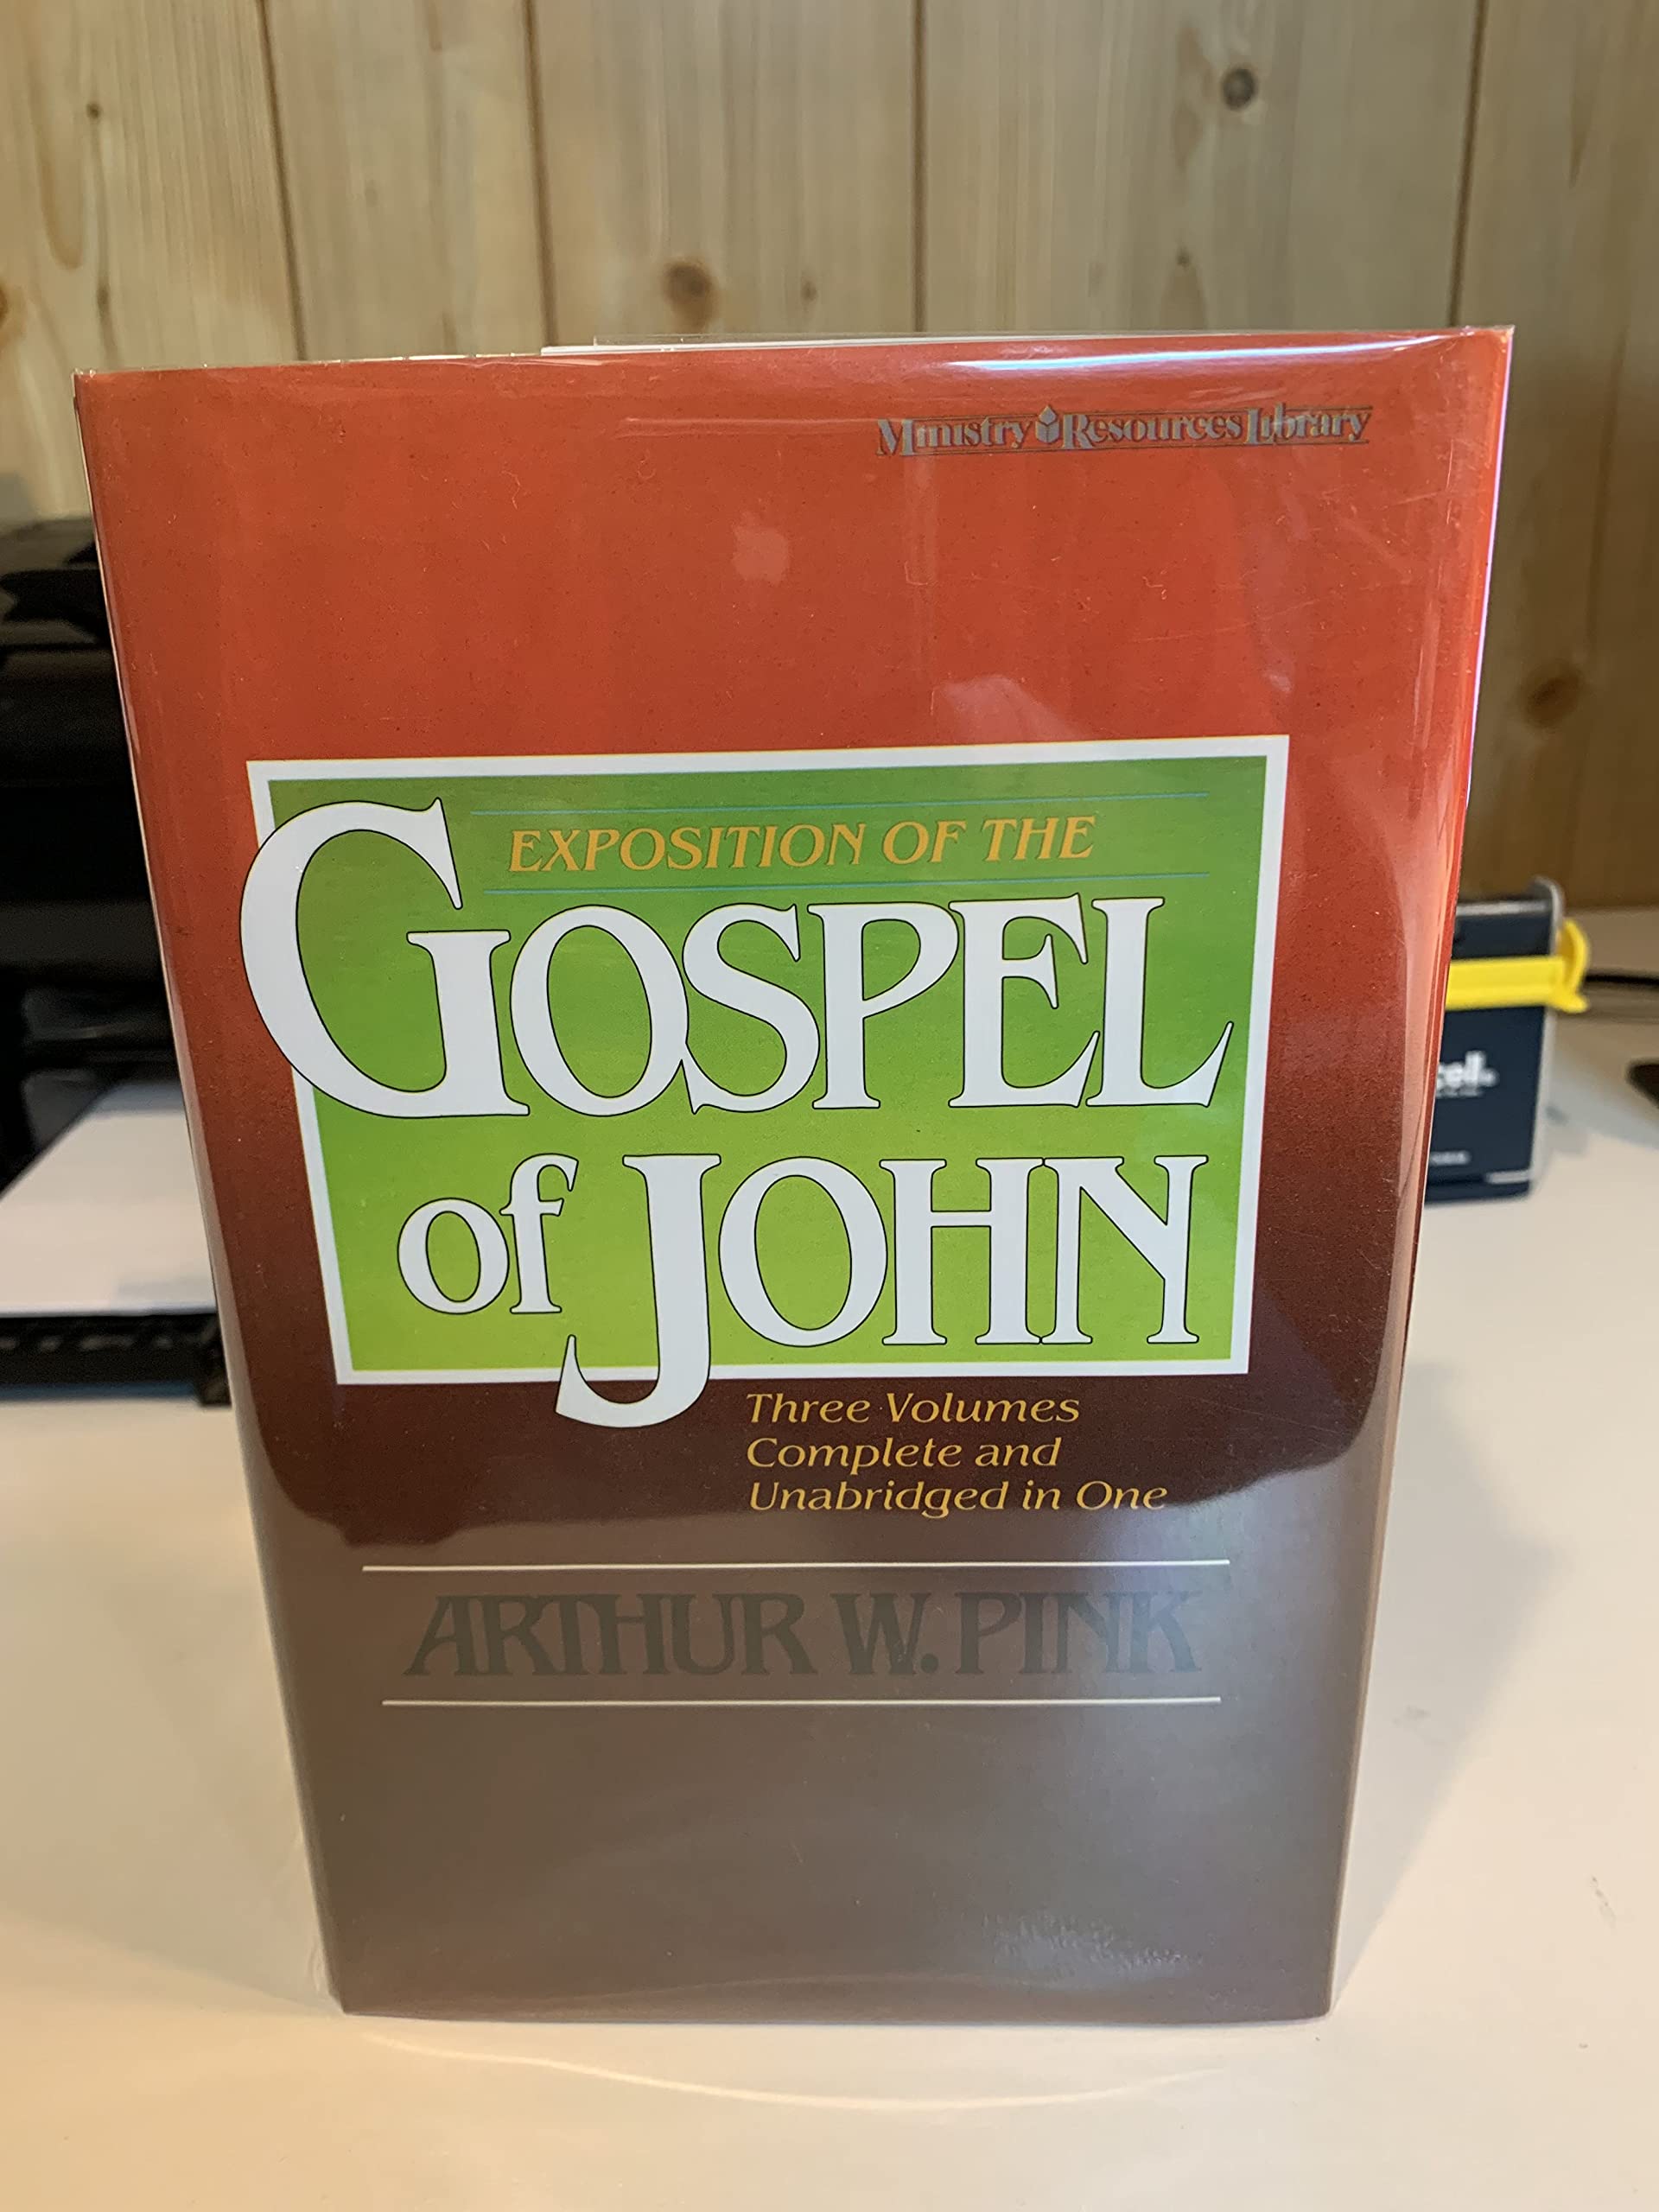 Ministry Resources Library
EXPOSITION OF THE
GOSPEL
of JOHN
Three Volumes
Complete and
Unabridged in One
ARTHUR W. PINK